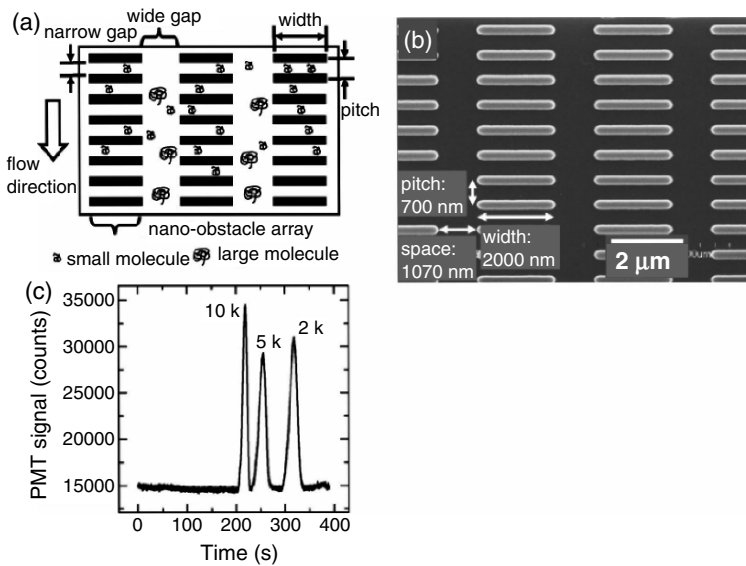 (a)
wide gap
width
narrow gap
pitch
flow
direction
nano-obstacle array
small molecule
large molecule
(b)
pitch:
700 nm
space:
1070 nm
width:
2000 nm
2 µm
(c)
10 k
5 k
2 k
PMT signal (counts)
35000
30000
25000
20000
15000
0
100
200
300
400
Time (s)